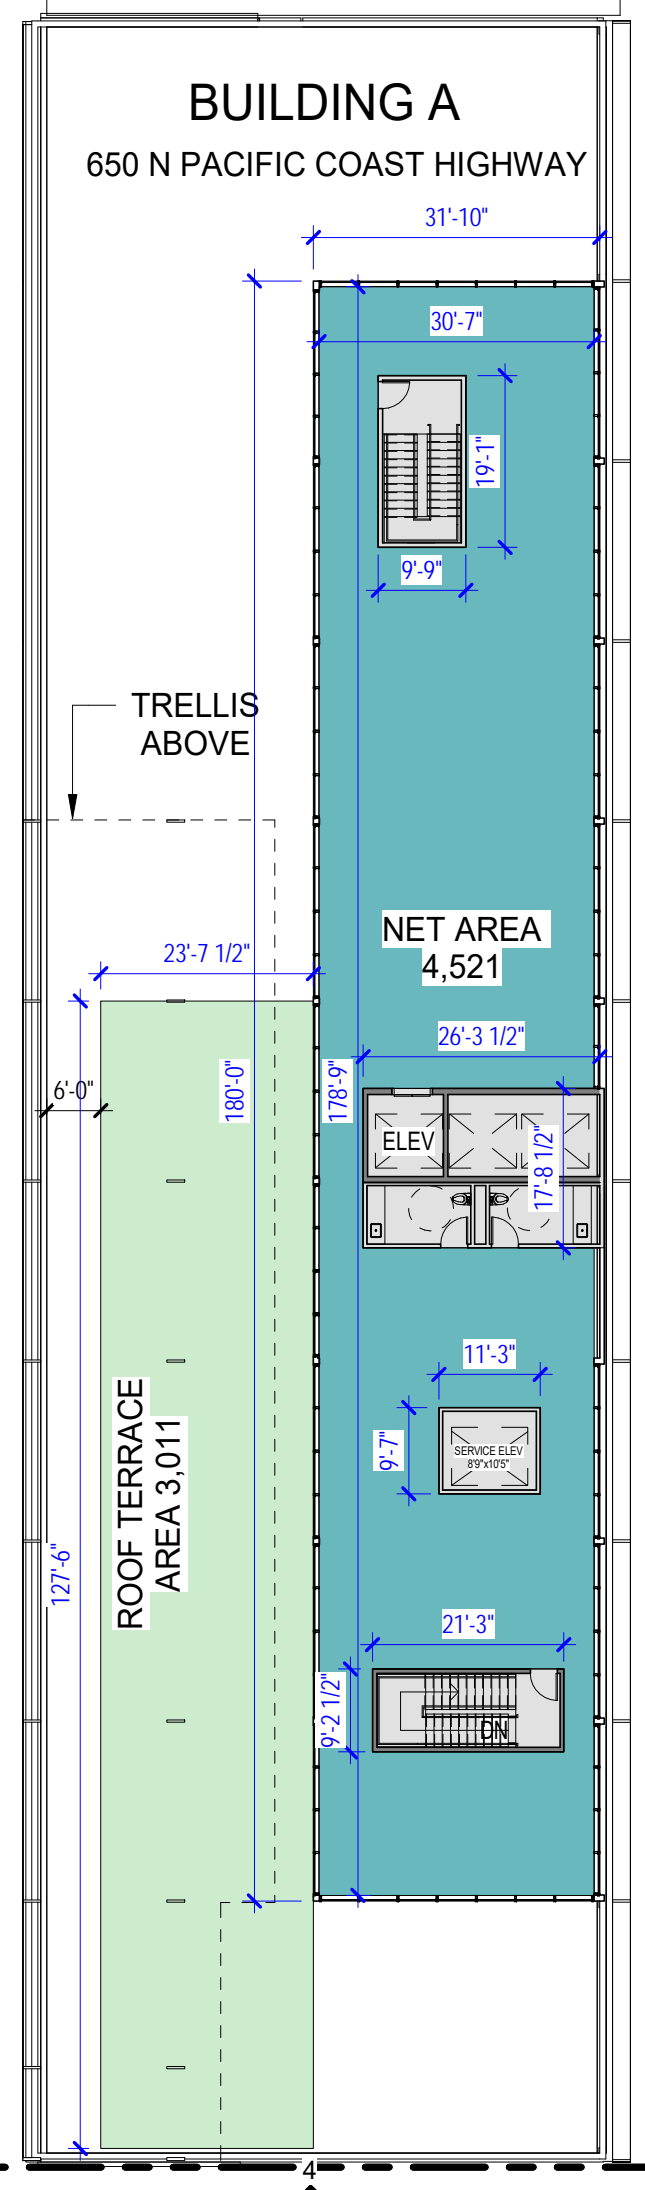 BUILDING A
650 N PACIFIC COAST HIGHWAY
31'-10"
30'-7"
19'-1"
9'-9"
TRELLIS
ABOVE
NET AREA
4,521
23'-7 1/2"
26'-3 1/2"
6'-0"
180'-0"
178'-9"
ELEV
17'-8 1/2"
11'-3"
9'-7"
SERVICE ELEV
8'9"x10'5"
ROOF TERRACE
AREA 3,011
127'-6"
21'-3"
9'-2 1/2"
DN
4